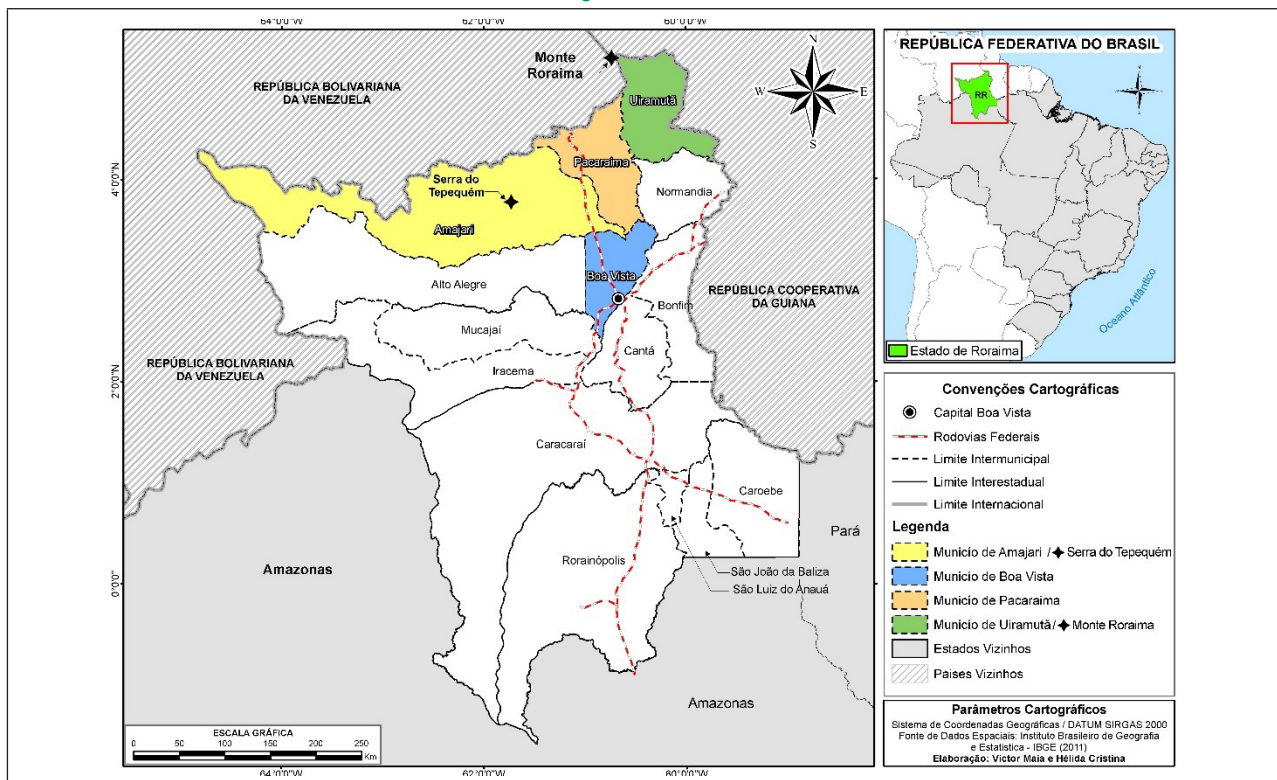 64°0'0"W
62°0'0"W
60°0'0"W
Monte
Roraima
N
W
E
S
REPÚBLICA BOLIVARIANA
DA VENEZUELA
Uiramutã
Pacaraima
4°0'0"N
Serra do
Tepequém
Normandia
Amajari
Boa Vista
Alto Alegre
REPÚBLICA COOPERATIVA
DA GUIANA
Bonfim
Mucajaí
Cantá
REPÚBLICA BOLIVARIANA
DA VENEZUELA
Iracema
2°0'0"N
Caracaraí
Caroebe
Pará
Amazonas
Rorainópolis
São João da Baliza
São Luiz do Anauá
0°0'0"
Amazonas
ESCALA GRÁFICA
0 50 100 150 200 250
Km
64°0'0"W
62°0'0"W
60°0'0"W
REPÚBLICA FEDERATIVA DO BRASIL
N
W
E
S
RR
Oceano Atlântico
Estado de Roraima
Convenções Cartográficas
Capital Boa Vista
Rodovias Federais
Limite Intermunicipal
Limite Interestadual
Limite Internacional
Legenda
Municío de Amajari / Serra do Tepequém
Municío de Boa Vista
Municío de Pacaraima
Municío de Uiramutã/ Monte Roraima
Estados Vizinhos
Paises Vizinhos
Parâmetros Cartográficos
Sistema de Coordenadas Geográficas / DATUM SIRGAS 2000
Fonte de Dados Espaciais: Instituto Brasileiro de Geografia
e Estatistica - IBGE (2011)
Elaboração: Victor Maia e Hélida Cristina